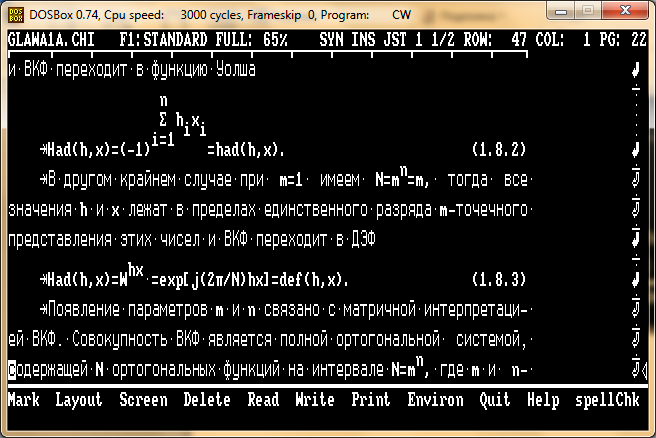 DOSBox 0.74, Cpu speed: 3000 cycles, Frameskip 0, Program: CW
GLAWA1A.CHI F1:STANDARD FULL: 65% SYN INS JST 1 1/2 ROW: 47 COL: 1 PG: 22
и ВКФ переходит в функцию Уолша
n
Σ hᵢxᵢ
i=1
Had(h,x)=(-1) =had(h,x). (1.8.2)
В другом крайнем случае при m=1 имеем N=mⁿ=m, тогда все
значения h и x лежат в пределах единственного разряда m-точечного
представления этих чисел и ВКФ переходит в ДЭФ
Had(h,x)=Wʰˣ =exp[j(2π/N)hx]=def(h,x). (1.8.3)
Появление параметров m и n связано с матричной интерпретаци-
ей ВКФ. Совокупность ВКФ является полной ортогональной системой,
содержащей N ортогональных функций на интервале N=mⁿ, где m и n-
Mark Layout Screen Delete Read Write Print Environ Quit Help spellChk